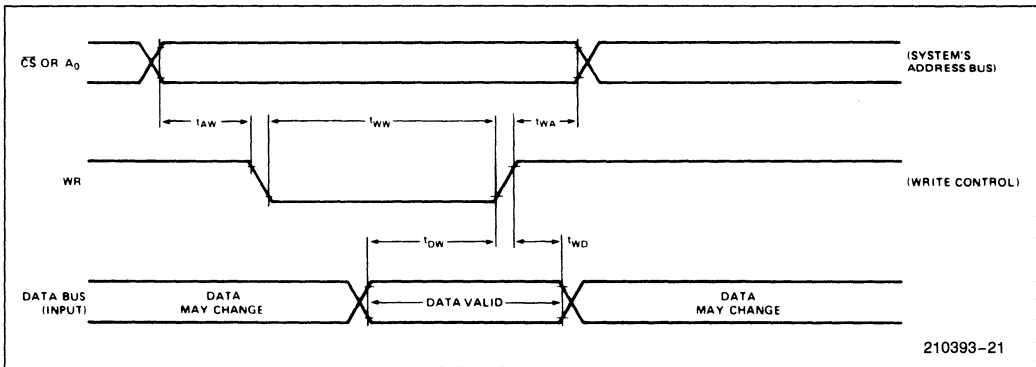 C̅S̅ OR A₀
(SYSTEM'S
ADDRESS BUS)
tAW
tWW
tWA
WR
(WRITE CONTROL)
tDW
tWD
DATA BUS
(INPUT)
DATA
MAY CHANGE
DATA VALID
DATA
MAY CHANGE
210393–21